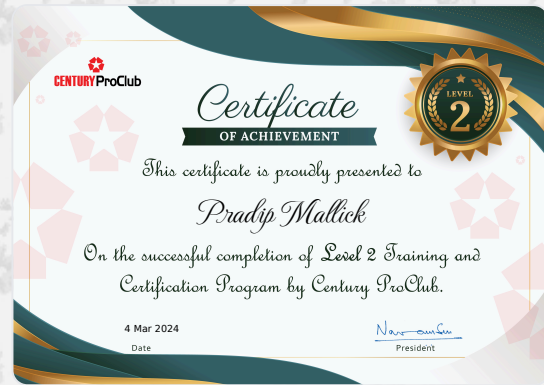 CENTURY ProClub
LEVEL
2
Certificate
OF ACHIEVEMENT
This certificate is proudly presented to
Pradip Mallick
On the successful completion of Level 2 Training and
Certification Program by Century ProClub.
4 Mar 2024
Date
President